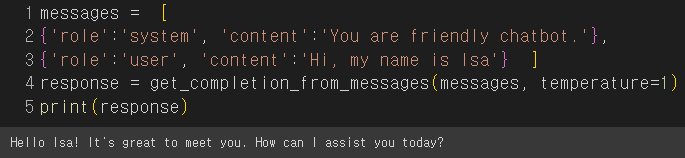 1 messages =  [
2 {'role':'system', 'content':'You are friendly chatbot.'},
3 {'role':'user', 'content':'Hi, my name is Isa'}  ]
4 response = get_completion_from_messages(messages, temperature=1)
5 print(response)
Hello Isa! It's great to meet you. How can I assist you today?